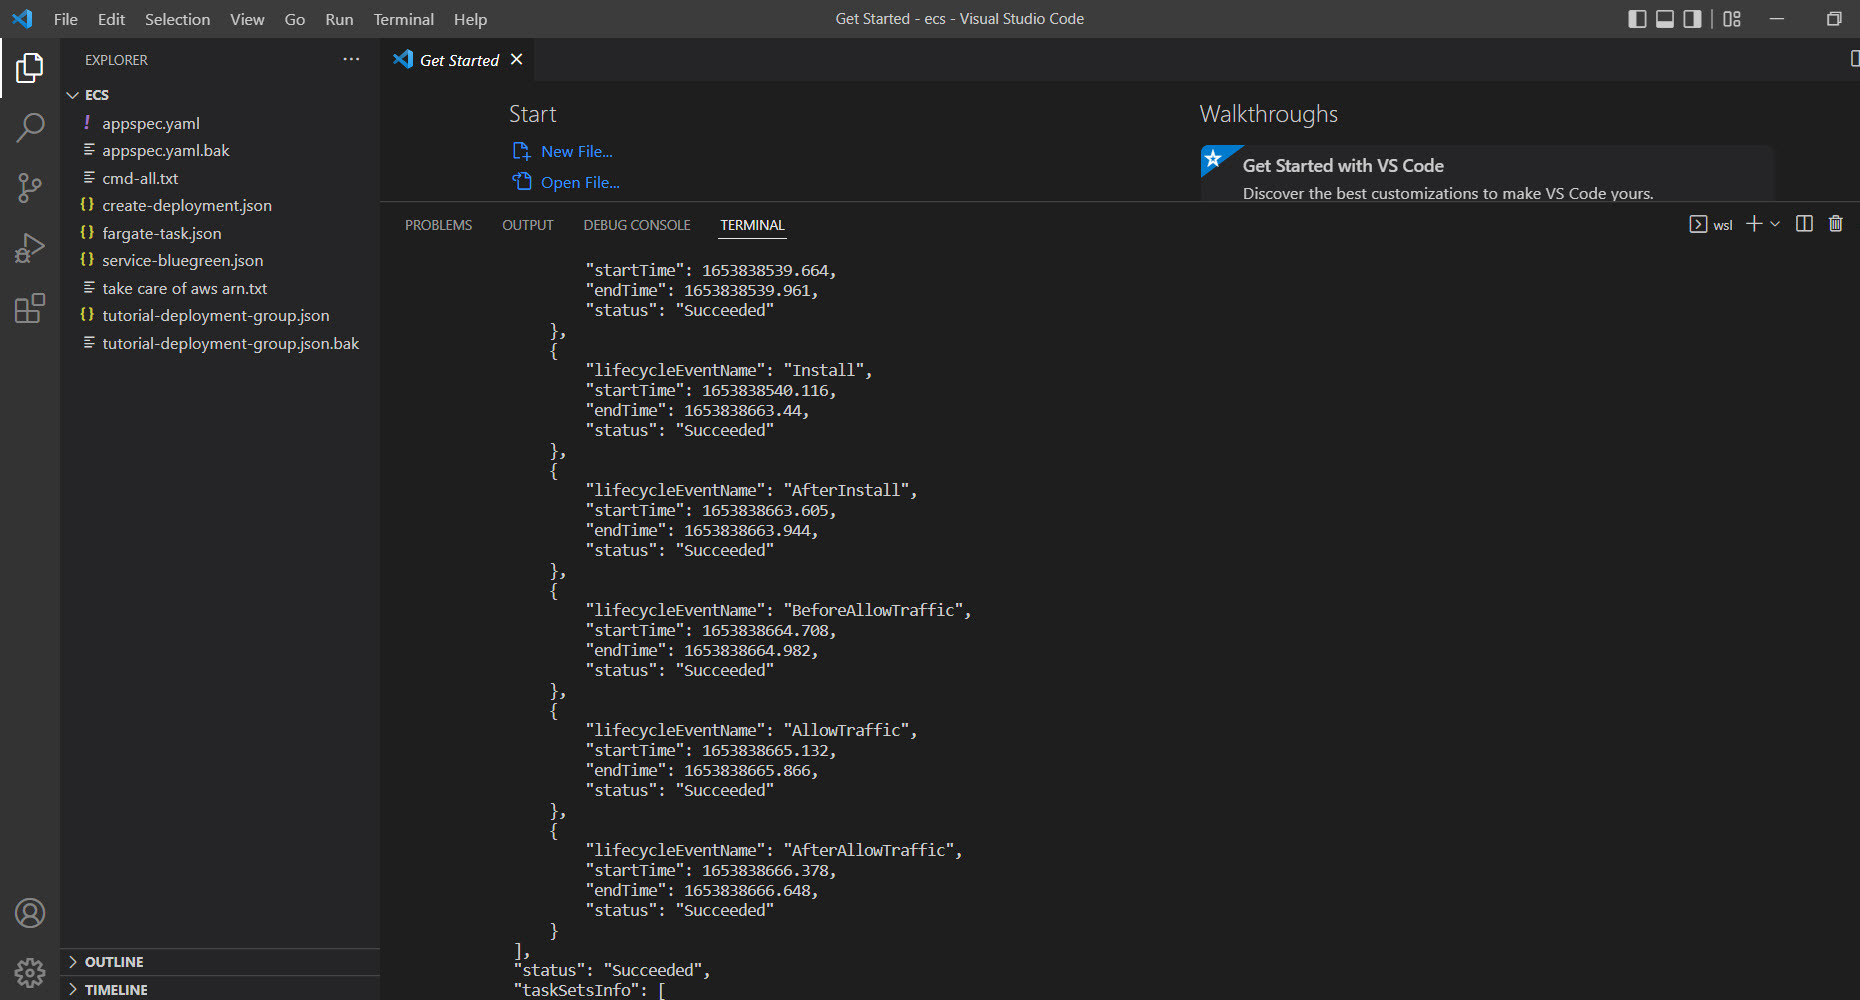 File Edit Selection View Go Run Terminal Help
Get Started - ecs - Visual Studio Code
EXPLORER
ECS
! appspec.yaml
appspec.yaml.bak
cmd-all.txt
{} create-deployment.json
{} fargate-task.json
{} service-bluegreen.json
take care of aws arn.txt
{} tutorial-deployment-group.json
tutorial-deployment-group.json.bak
OUTLINE
TIMELINE
Get Started
Start
New File...
Open File...
Walkthroughs
Get Started with VS Code
Discover the best customizations to make VS Code yours.
PROBLEMS OUTPUT DEBUG CONSOLE TERMINAL
wsl
"startTime": 1653838539.664,
"endTime": 1653838539.961,
"status": "Succeeded"
},
{
"lifecycleEventName": "Install",
"startTime": 1653838540.116,
"endTime": 1653838663.44,
"status": "Succeeded"
},
{
"lifecycleEventName": "AfterInstall",
"startTime": 1653838663.605,
"endTime": 1653838663.944,
"status": "Succeeded"
},
{
"lifecycleEventName": "BeforeAllowTraffic",
"startTime": 1653838664.708,
"endTime": 1653838664.982,
"status": "Succeeded"
},
{
"lifecycleEventName": "AllowTraffic",
"startTime": 1653838665.132,
"endTime": 1653838665.866,
"status": "Succeeded"
},
{
"lifecycleEventName": "AfterAllowTraffic",
"startTime": 1653838666.378,
"endTime": 1653838666.648,
"status": "Succeeded"
}
],
"status": "Succeeded",
"taskSetsInfo": [